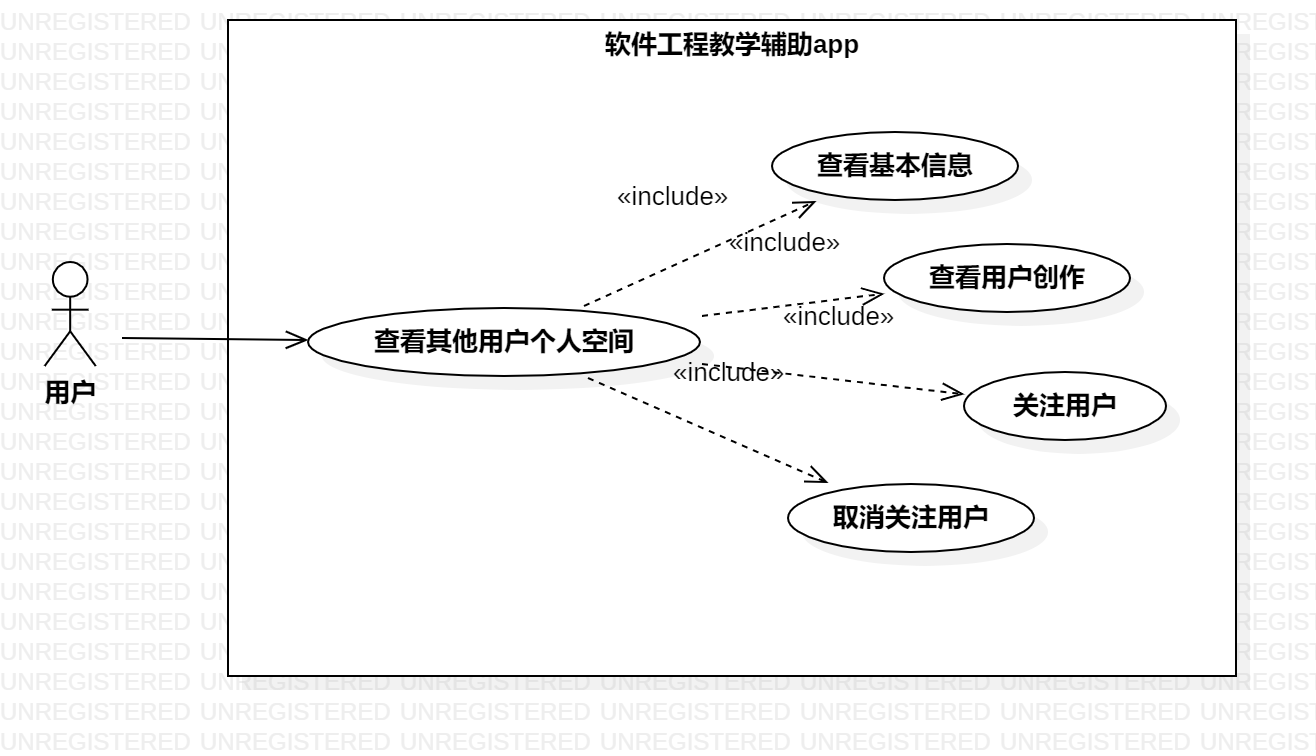 软件工程教学辅助app
查看基本信息
«include»
«include»
查看用户创作
«include»
查看其他用户个人空间
«include»
用户
关注用户
取消关注用户
UNREGISTERED UNREGISTERED UNREGISTERED UNREGISTERED UNREGISTERED UNREGISTERED UNREGIST